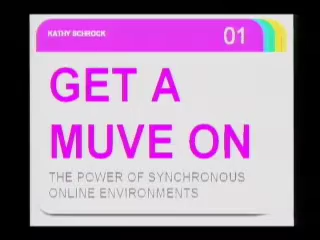 KATHY SCHROCK
01
GET A
MUVE ON
THE POWER OF SYNCHRONOUS
ONLINE ENVIRONMENTS